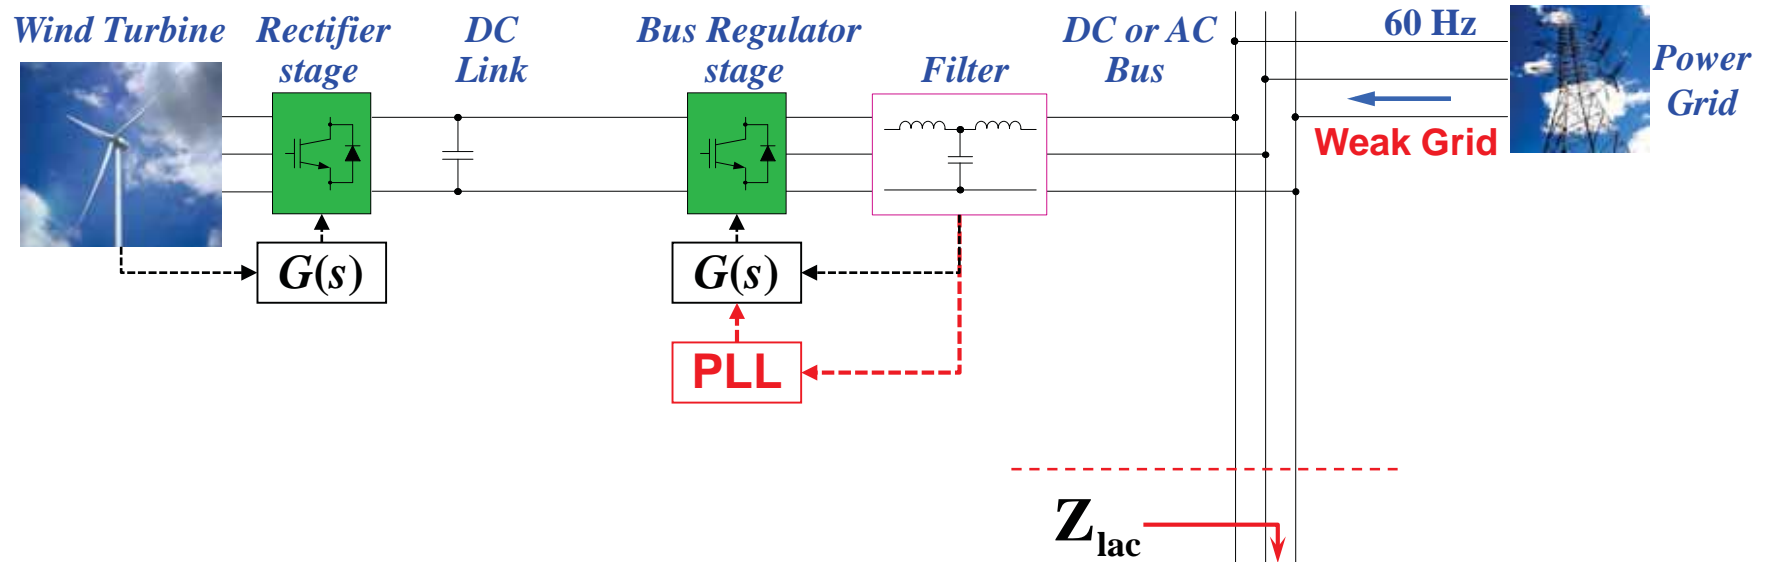 Wind Turbine
Rectifier
stage
DC
Link
Bus Regulator
stage
Filter
DC or AC
Bus
60 Hz
Power
Grid
Weak Grid
G(s)
G(s)
PLL
Zlac